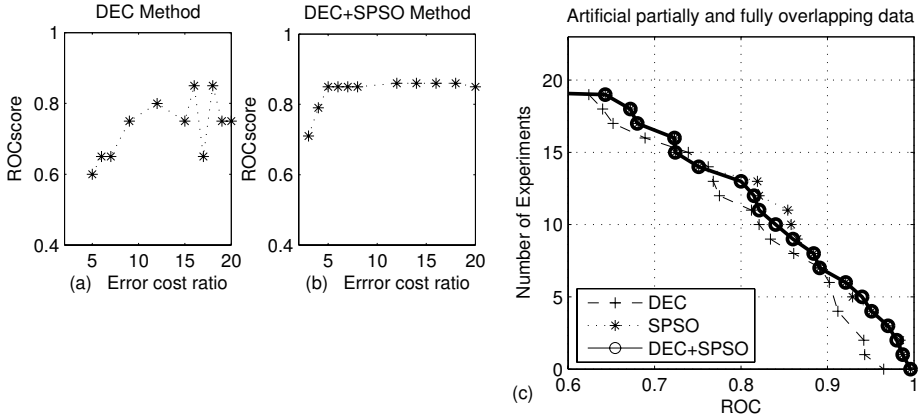 DEC Method
ROCscore
1
0.8
0.6
0.4
5
10
15
20
(a)
Error cost ratio
DEC+SPSO Method
ROCscore
1
0.8
0.6
0.4
5
10
15
20
(b)
Errror cost ratio
Artificial partially and fully overlapping data
Number of Experiments
20
15
10
5
0
0.6
0.7
0.8
0.9
1
DEC
SPSO
DEC+SPSO
(c)
ROC